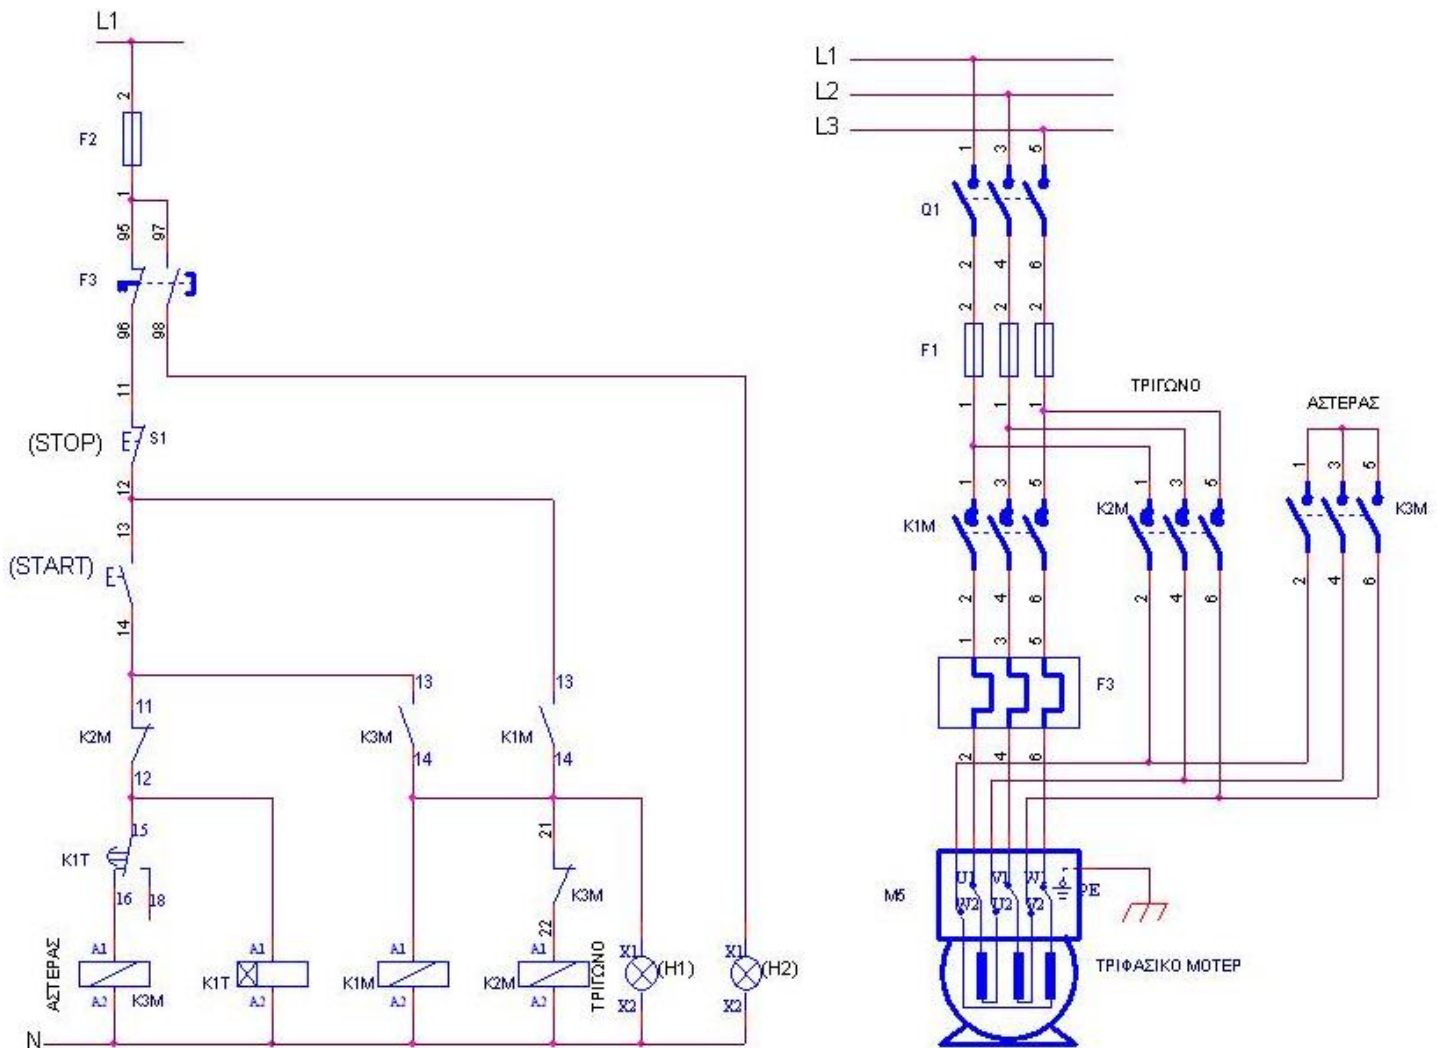 L1
2
F2
1
95
97
F3
96
98
11
(STOP)
S1
12
13
(START)
14
11
K2M
12
13
K3M
14
13
K1M
14
15
K1T
16
18
21
K3M
22
ΑΣΤΕΡΑΣ
A1
K3M
A2
A1
K1T
A2
A1
K1M
A2
A1
K2M
A2
ΤΡΙΓΩΝΟ
X1
(H1)
X2
X1
(H2)
X2
N
L1
L2
L3
1 3 5
Q1
2 4 6
2 2 2
F1
1 1 1
ΤΡΙΓΩΝΟ
ΑΣΤΕΡΑΣ
1 3 5
K1M
2 4 6
1 3 5
K2M
2 4 6
1 3 5
K3M
2 4 6
1 3 5
F3
2 4 6
M5
U1 V1 W1
W2 U2 V2
PE
ΤΡΙΦΑΣΙΚΟ ΜΟΤΕΡ